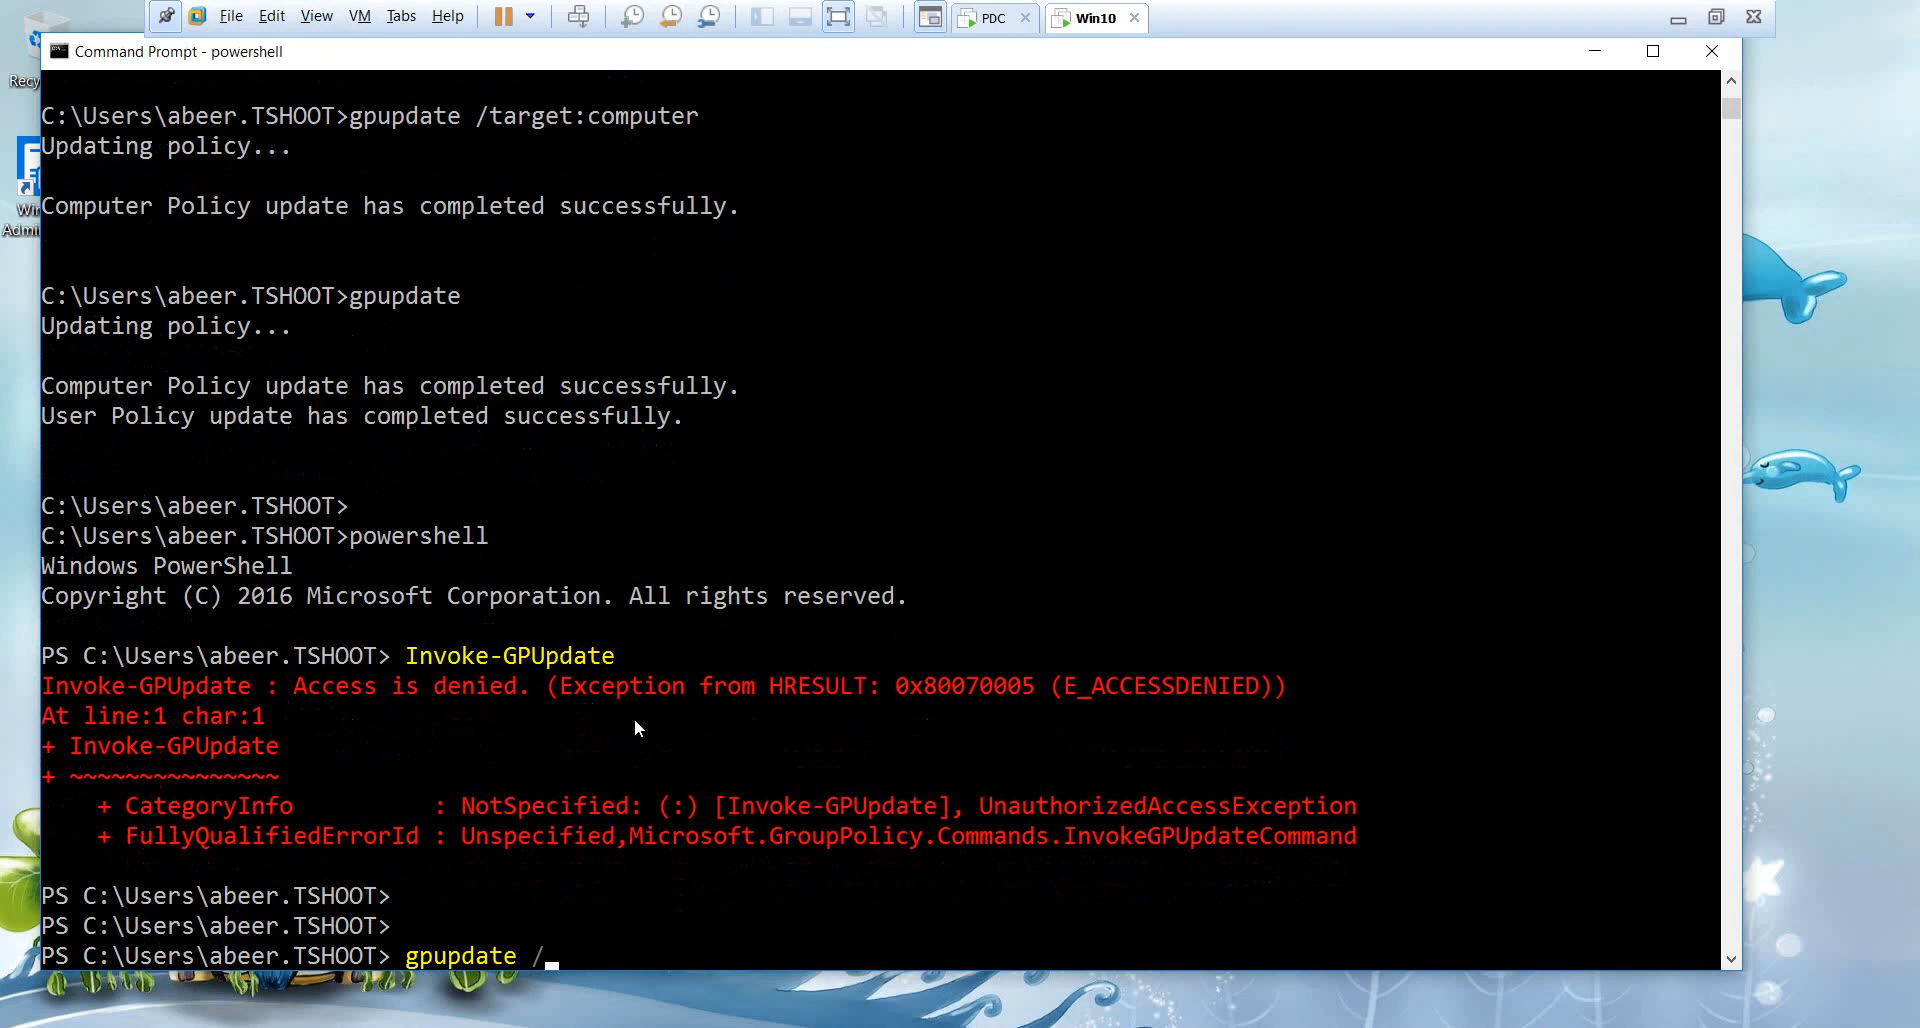 File Edit View VM Tabs Help
PDC
Win10
Command Prompt - powershell
Recy
Win
Admi
C:\Users\abeer.TSHOOT>gpupdate /target:computer
Updating policy...
Computer Policy update has completed successfully.
C:\Users\abeer.TSHOOT>gpupdate
Updating policy...
Computer Policy update has completed successfully.
User Policy update has completed successfully.
C:\Users\abeer.TSHOOT>
C:\Users\abeer.TSHOOT>powershell
Windows PowerShell
Copyright (C) 2016 Microsoft Corporation. All rights reserved.
PS C:\Users\abeer.TSHOOT> Invoke-GPUpdate
Invoke-GPUpdate : Access is denied. (Exception from HRESULT: 0x80070005 (E_ACCESSDENIED))
At line:1 char:1
+ Invoke-GPUpdate
+ ~~~~~~~~~~~~~~~
+ CategoryInfo : NotSpecified: (:) [Invoke-GPUpdate], UnauthorizedAccessException
+ FullyQualifiedErrorId : Unspecified,Microsoft.GroupPolicy.Commands.InvokeGPUpdateCommand
PS C:\Users\abeer.TSHOOT>
PS C:\Users\abeer.TSHOOT>
PS C:\Users\abeer.TSHOOT> gpupdate /